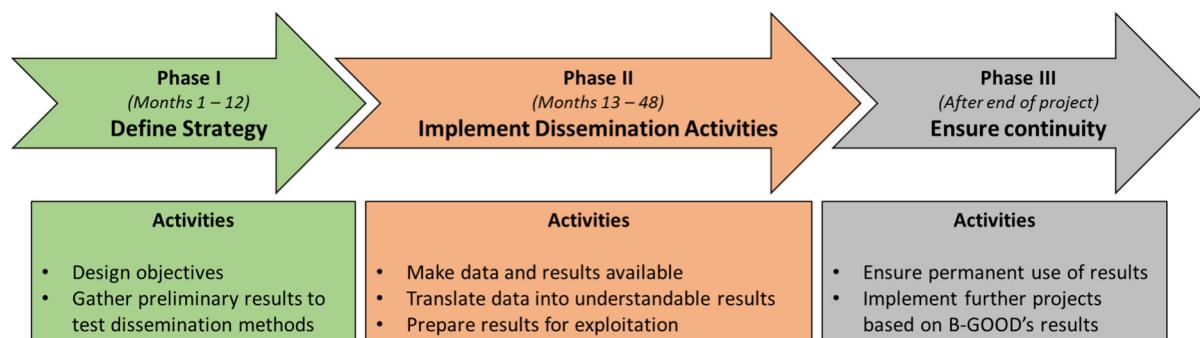 Phase I
(Months 1 – 12)
Define Strategy
Phase II
(Months 13 – 48)
Implement Dissemination Activities
Phase III
(After end of project)
Ensure continuity
Activities
• Design objectives
• Gather preliminary results to
test dissemination methods
Activities
• Make data and results available
• Translate data into understandable results
• Prepare results for exploitation
Activities
• Ensure permanent use of results
• Implement further projects
based on B-GOOD’s results